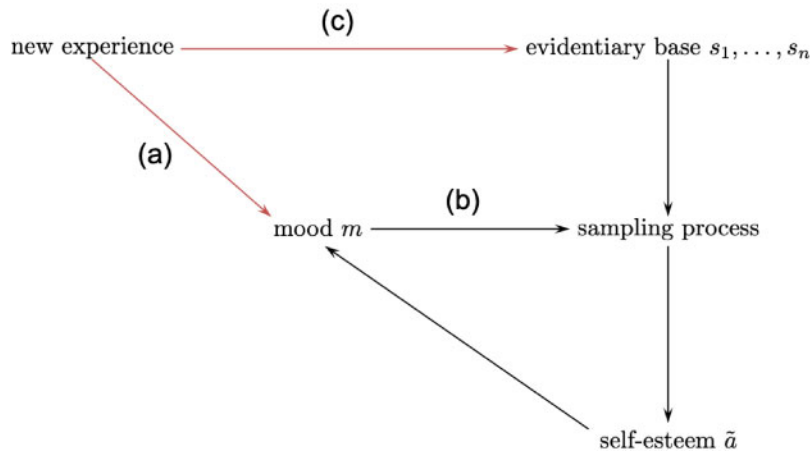 (c)
new experience
evidentiary base s₁, . . . , sₙ
(a)
(b)
mood m
sampling process
self-esteem ã